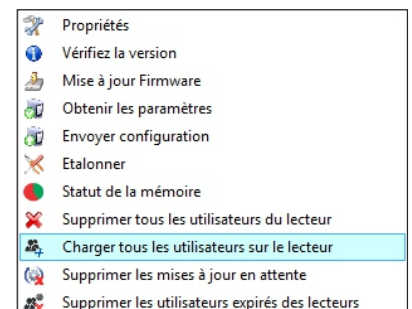 Propriétés
Vérifiez la version
Mise à jour Firmware
Obtenir les paramètres
Envoyer configuration
Etalonner
Statut de la mémoire
Supprimer tous les utilisateurs du lecteur
Charger tous les utilisateurs sur le lecteur
Supprimer les mises à jour en attente
Supprimer les utilisateurs expirés des lecteurs